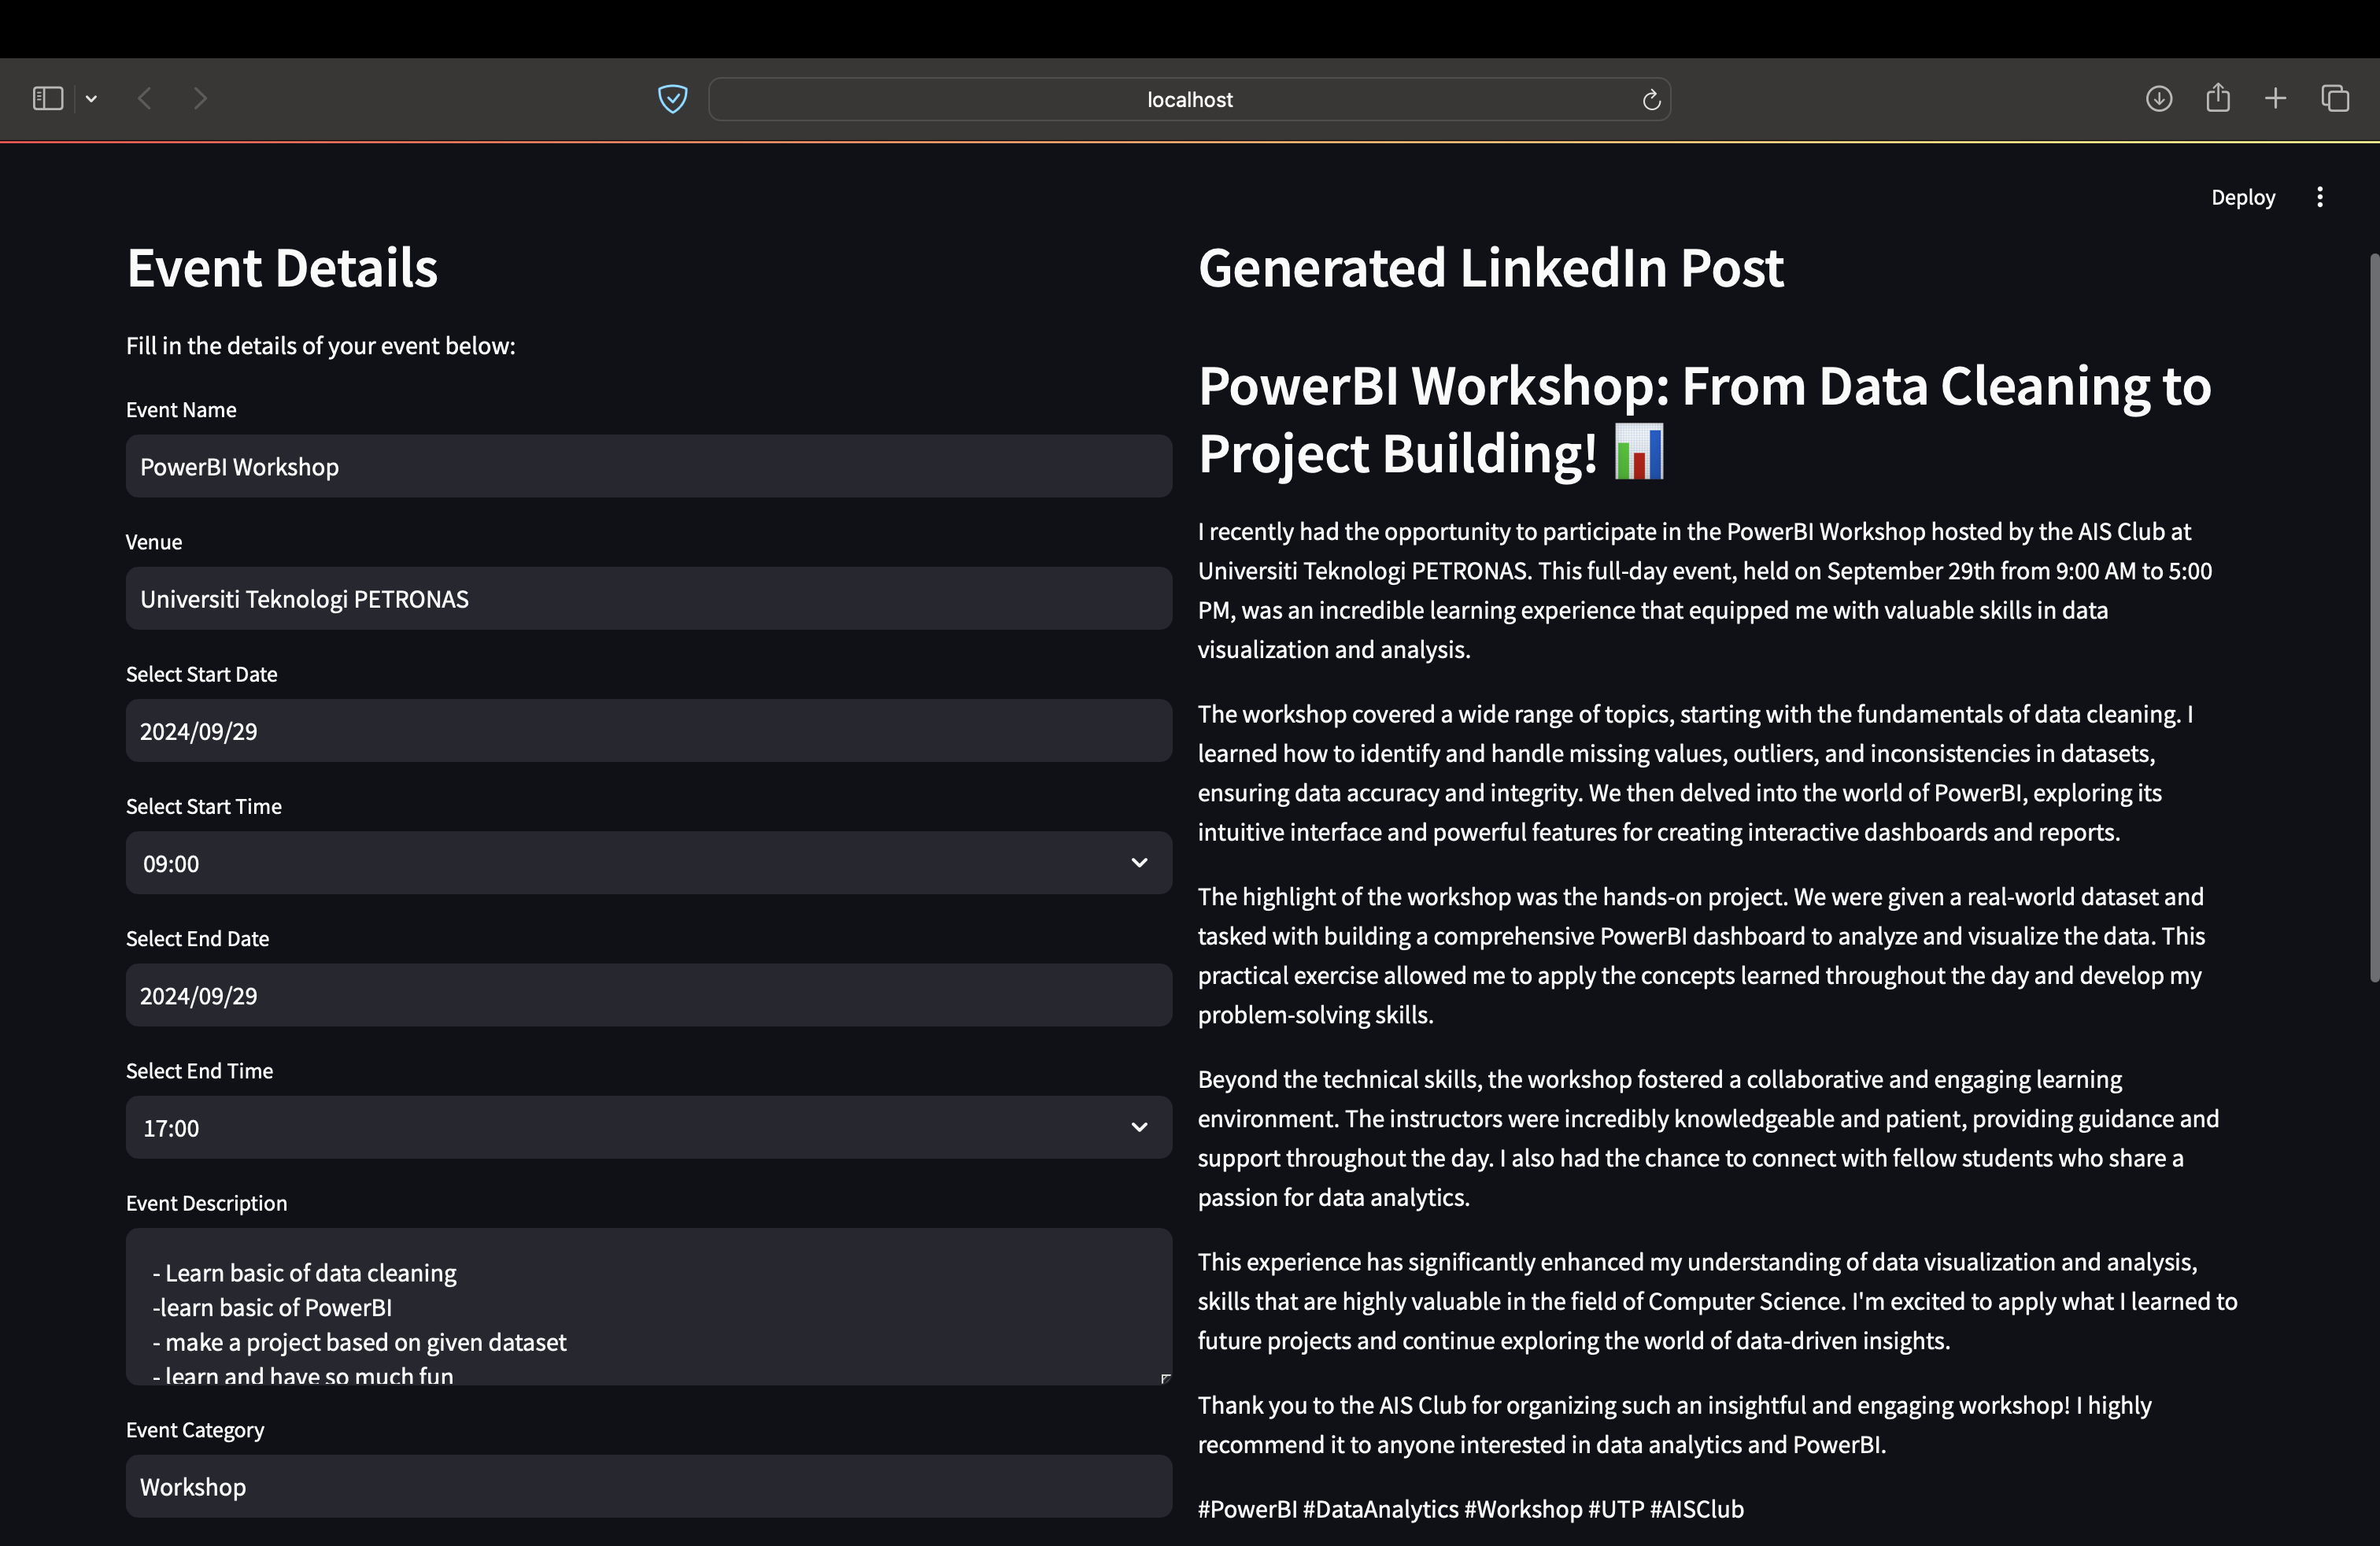 localhost
Deploy
Event Details
Fill in the details of your event below:
Event Name
PowerBI Workshop
Venue
Universiti Teknologi PETRONAS
Select Start Date
2024/09/29
Select Start Time
09:00
Select End Date
2024/09/29
Select End Time
17:00
Event Description
- Learn basic of data cleaning
-learn basic of PowerBI
- make a project based on given dataset
- learn and have so much fun
Event Category
Workshop
Generated LinkedIn Post
PowerBI Workshop: From Data Cleaning to
Project Building! 📊
I recently had the opportunity to participate in the PowerBI Workshop hosted by the AIS Club at
Universiti Teknologi PETRONAS. This full-day event, held on September 29th from 9:00 AM to 5:00
PM, was an incredible learning experience that equipped me with valuable skills in data
visualization and analysis.
The workshop covered a wide range of topics, starting with the fundamentals of data cleaning. I
learned how to identify and handle missing values, outliers, and inconsistencies in datasets,
ensuring data accuracy and integrity. We then delved into the world of PowerBI, exploring its
intuitive interface and powerful features for creating interactive dashboards and reports.
The highlight of the workshop was the hands-on project. We were given a real-world dataset and
tasked with building a comprehensive PowerBI dashboard to analyze and visualize the data. This
practical exercise allowed me to apply the concepts learned throughout the day and develop my
problem-solving skills.
Beyond the technical skills, the workshop fostered a collaborative and engaging learning
environment. The instructors were incredibly knowledgeable and patient, providing guidance and
support throughout the day. I also had the chance to connect with fellow students who share a
passion for data analytics.
This experience has significantly enhanced my understanding of data visualization and analysis,
skills that are highly valuable in the field of Computer Science. I'm excited to apply what I learned to
future projects and continue exploring the world of data-driven insights.
Thank you to the AIS Club for organizing such an insightful and engaging workshop! I highly
recommend it to anyone interested in data analytics and PowerBI.
#PowerBI #DataAnalytics #Workshop #UTP #AISClub